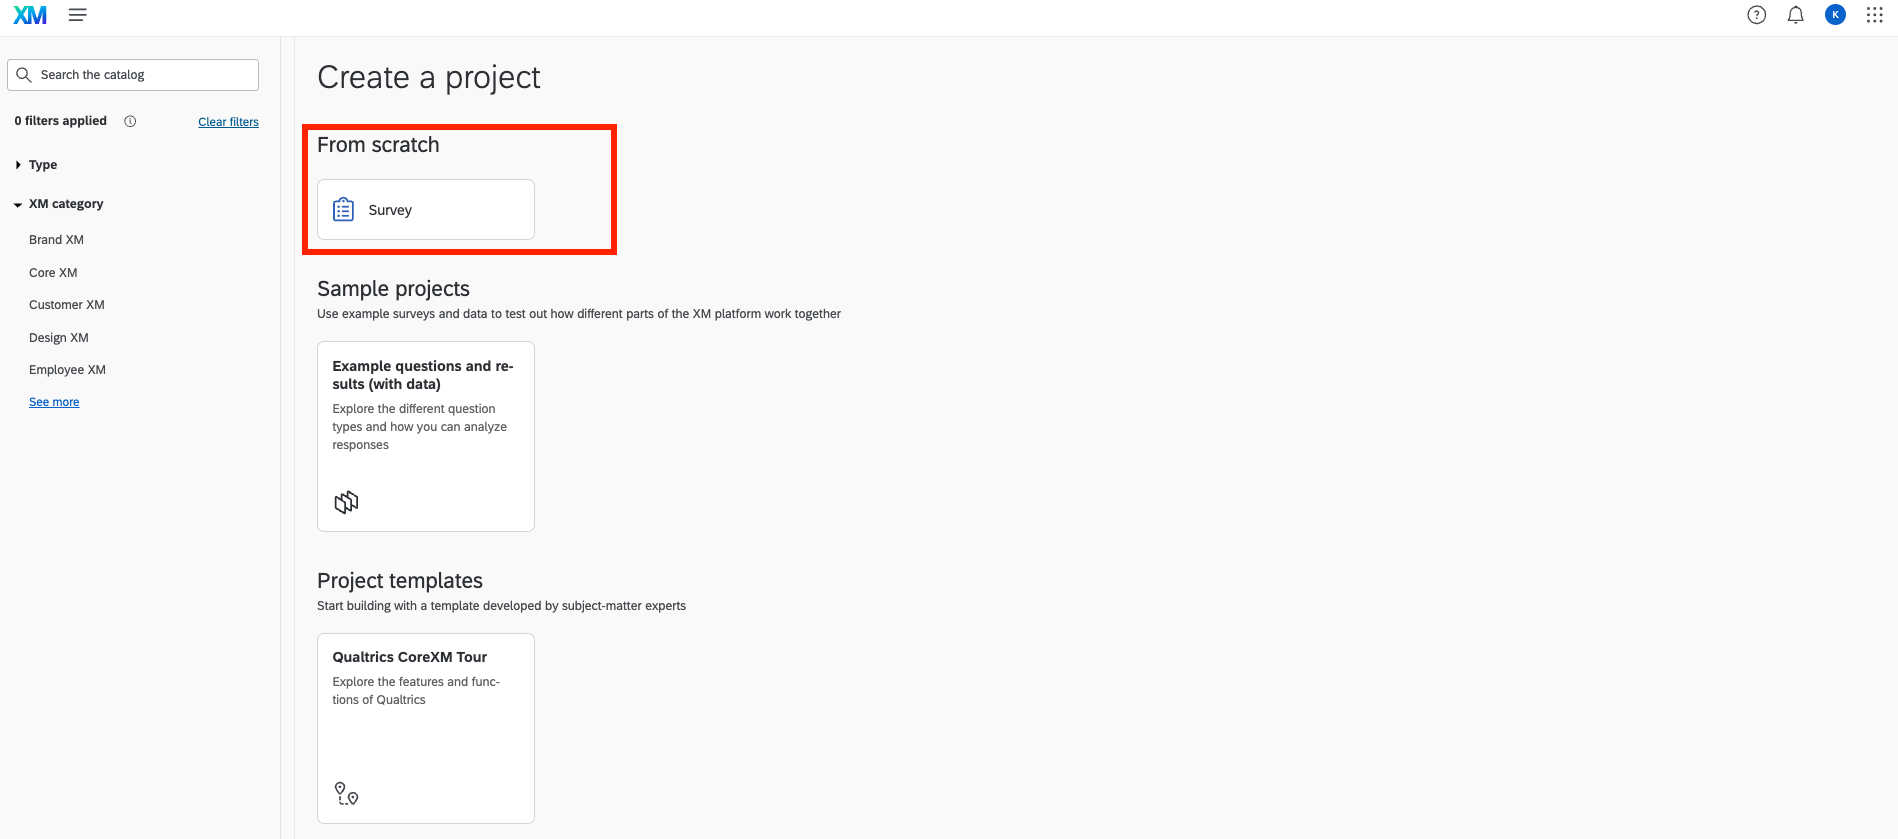 XM
?
K
Search the catalog
0 filters applied
Clear filters
Type
XM category
Brand XM
Core XM
Customer XM
Design XM
Employee XM
See more
Create a project
From scratch
Survey
Sample projects
Use example surveys and data to test out how different parts of the XM platform work together
Example questions and re-
sults (with data)
Explore the different question
types and how you can analyze
responses
Project templates
Start building with a template developed by subject-matter experts
Qualtrics CoreXM Tour
Explore the features and func-
tions of Qualtrics